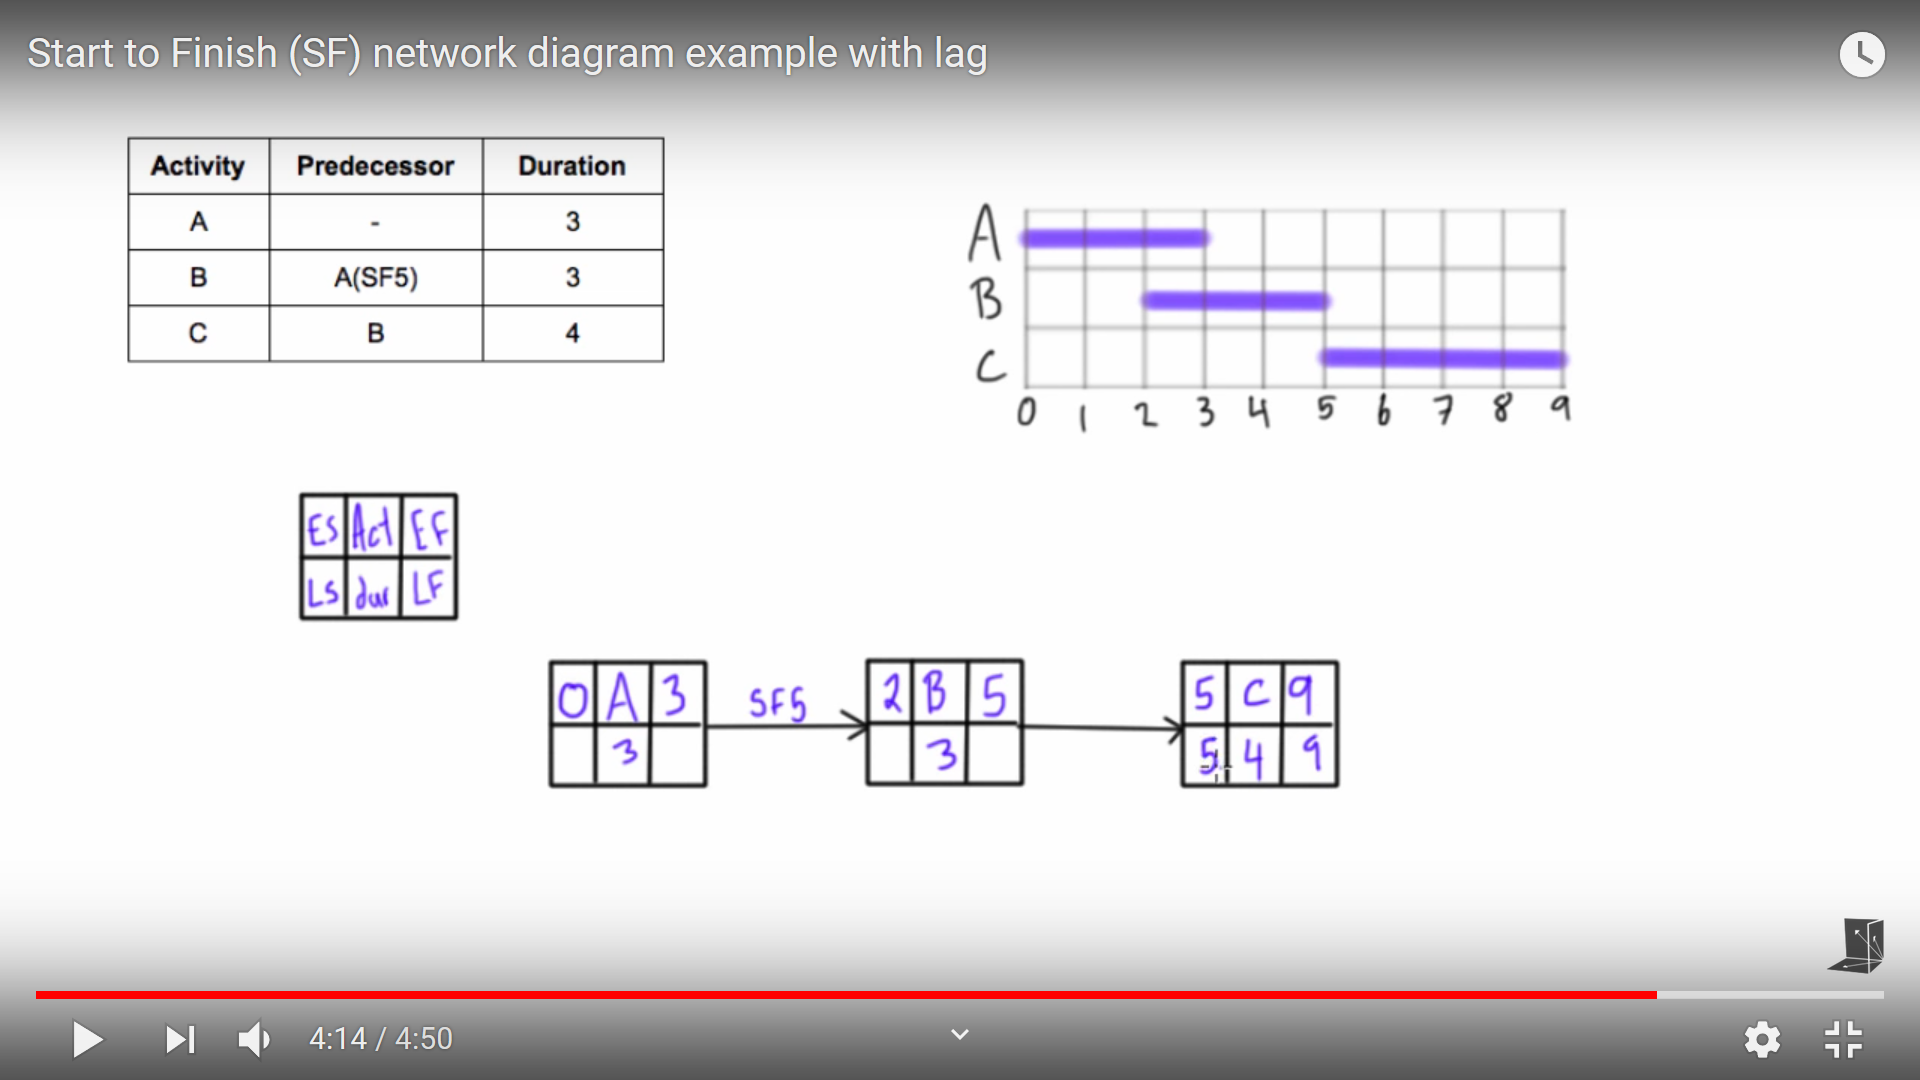 Start to Finish (SF) network diagram example with lag
Activity Predecessor Duration
A - 3
B A(SF5) 3
C B 4
A
B
C
0 1 2 3 4 5 6 7 8 9
Es Act EF
Ls dur LF
0 A 3
3
SF5
2 B 5
3
5 C 9
5 4 9
4:14 / 4:50